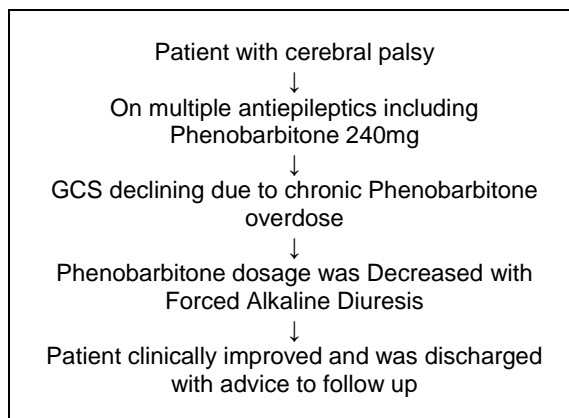 Patient with cerebral palsy
↓
On multiple antiepileptics including
Phenobarbitone 240mg
↓
GCS declining due to chronic Phenobarbitone
overdose
↓
Phenobarbitone dosage was Decreased with
Forced Alkaline Diuresis
↓
Patient clinically improved and was discharged
with advice to follow up